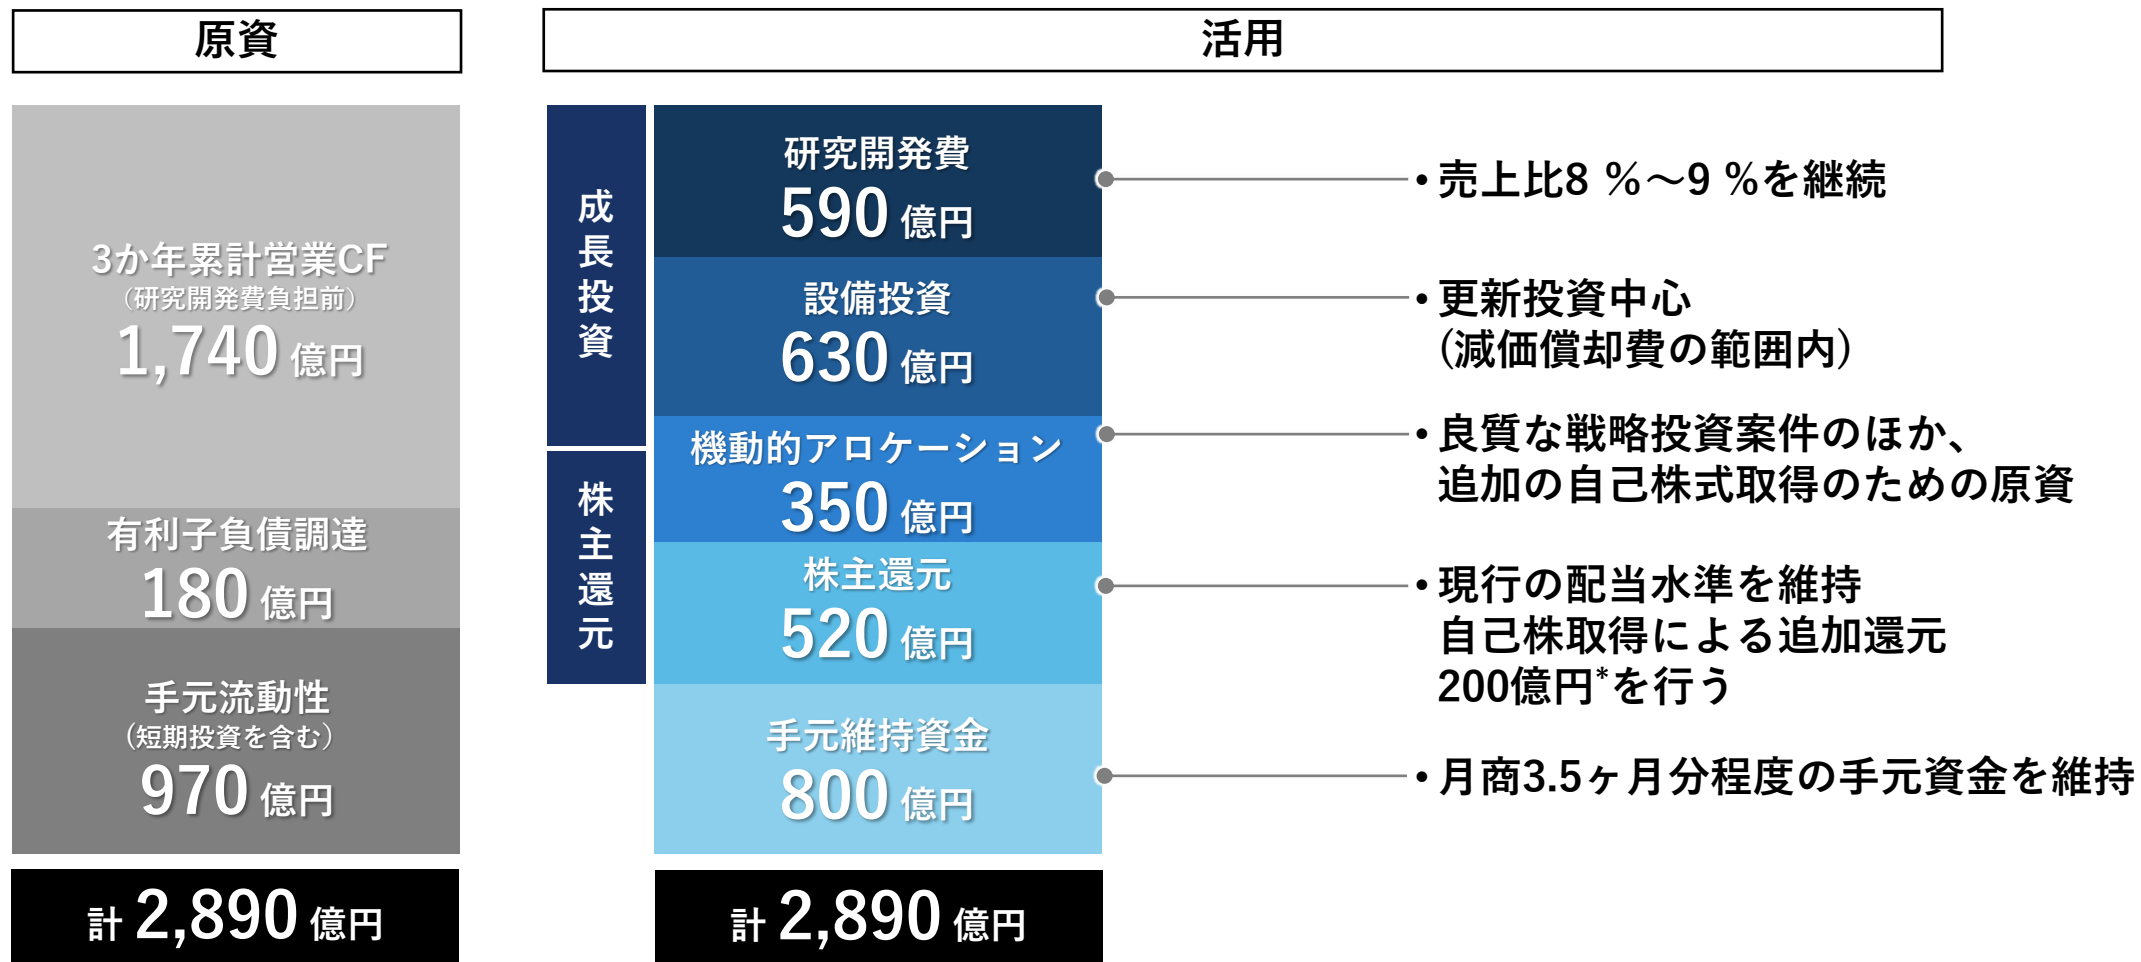 原資
3か年累計営業CF
（研究開発費負担前）
1,740 億円
有利子負債調達
180 億円
手元流動性
（短期投資を含む）
970 億円
計 2,890 億円
活用
成長投資
株主還元
研究開発費
590 億円
設備投資
630 億円
機動的アロケーション
350 億円
株主還元
520 億円
手元維持資金
800 億円
計 2,890 億円
• 売上比8 %～9 %を継続
• 更新投資中心
(減価償却費の範囲内)
• 良質な戦略投資案件のほか、
追加の自己株式取得のための原資
• 現行の配当水準を維持
自己株取得による追加還元
200億円*を行う
• 月商3.5ヶ月分程度の手元資金を維持